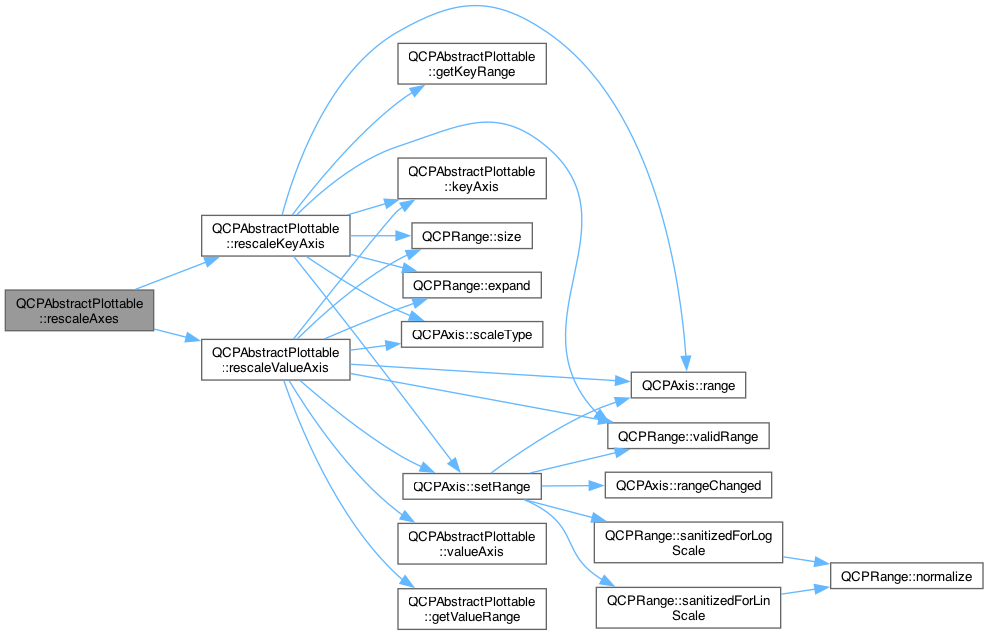 QCPAbstractPlottable
::rescaleAxes
QCPAbstractPlottable
::rescaleKeyAxis
QCPAbstractPlottable
::rescaleValueAxis
QCPAbstractPlottable
::getKeyRange
QCPAbstractPlottable
::keyAxis
QCPRange::size
QCPRange::expand
QCPAxis::scaleType
QCPAxis::setRange
QCPAbstractPlottable
::valueAxis
QCPAbstractPlottable
::getValueRange
QCPAxis::range
QCPRange::validRange
QCPAxis::rangeChanged
QCPRange::sanitizedForLog
Scale
QCPRange::sanitizedForLin
Scale
QCPRange::normalize